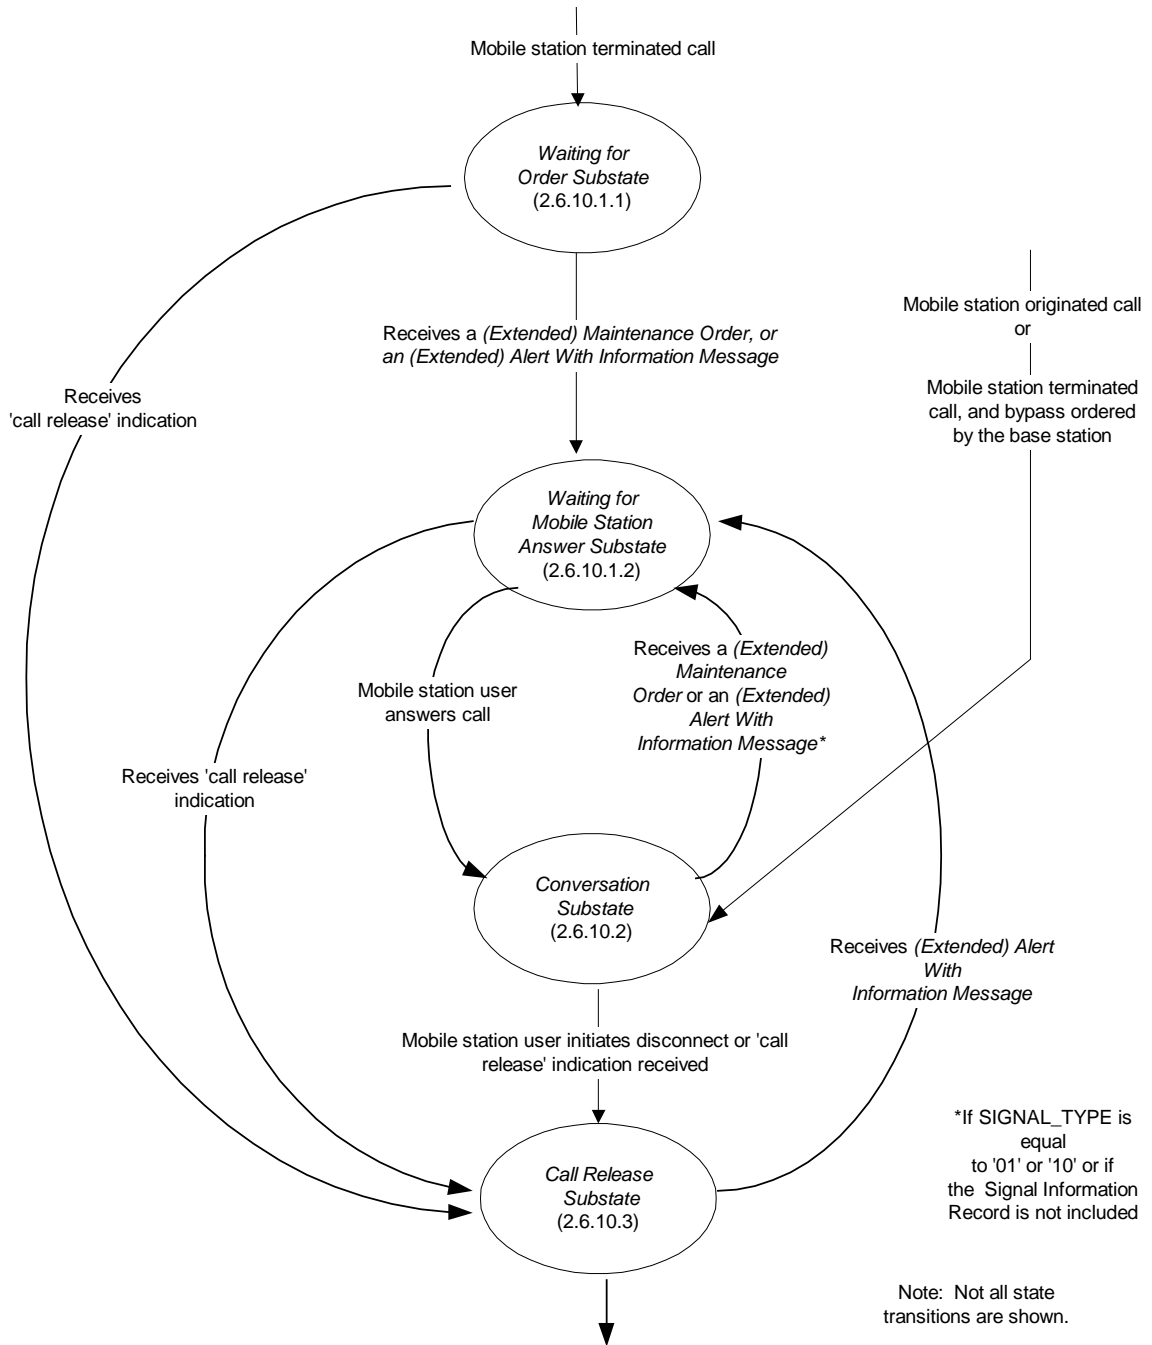 Mobile station terminated call
Waiting for
Order Substate
(2.6.10.1.1)
Mobile station originated call
or
Receives a (Extended) Maintenance Order, or
an (Extended) Alert With Information Message
Mobile station terminated
call, and bypass ordered
by the base station
Receives
'call release' indication
Waiting for
Mobile Station
Answer Substate
(2.6.10.1.2)
Receives a (Extended)
Maintenance
Order or an (Extended)
Alert With
Information Message*
Mobile station user
answers call
Receives 'call release'
indication
Conversation
Substate
(2.6.10.2)
Receives (Extended) Alert
With
Information Message
Mobile station user initiates disconnect or 'call
release' indication received
*If SIGNAL_TYPE is
equal
to '01' or '10' or if
the Signal Information
Record is not included
Call Release
Substate
(2.6.10.3)
Note: Not all state
transitions are shown.